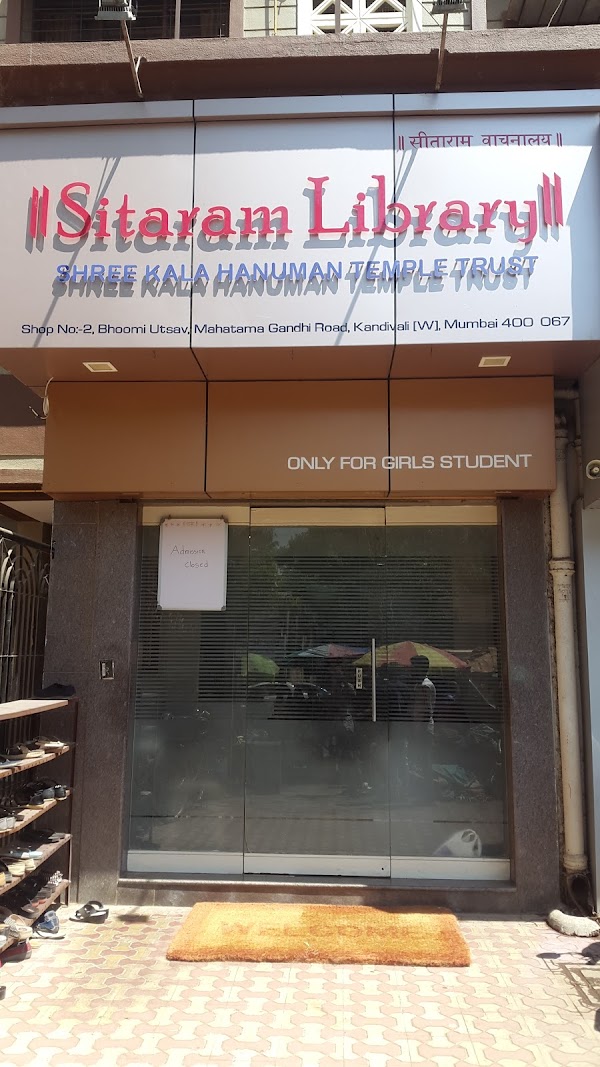 ॥सीताराम वाचनालय॥
॥Sitaram Library॥
SHREE KALA HANUMAN TEMPLE TRUST
Shop No:-2, Bhoomi Utsav, Mahatama Gandhi Road, Kandivali [W], Mumbai 400 067
ONLY FOR GIRLS STUDENT
Admission
Closed
WELCOME